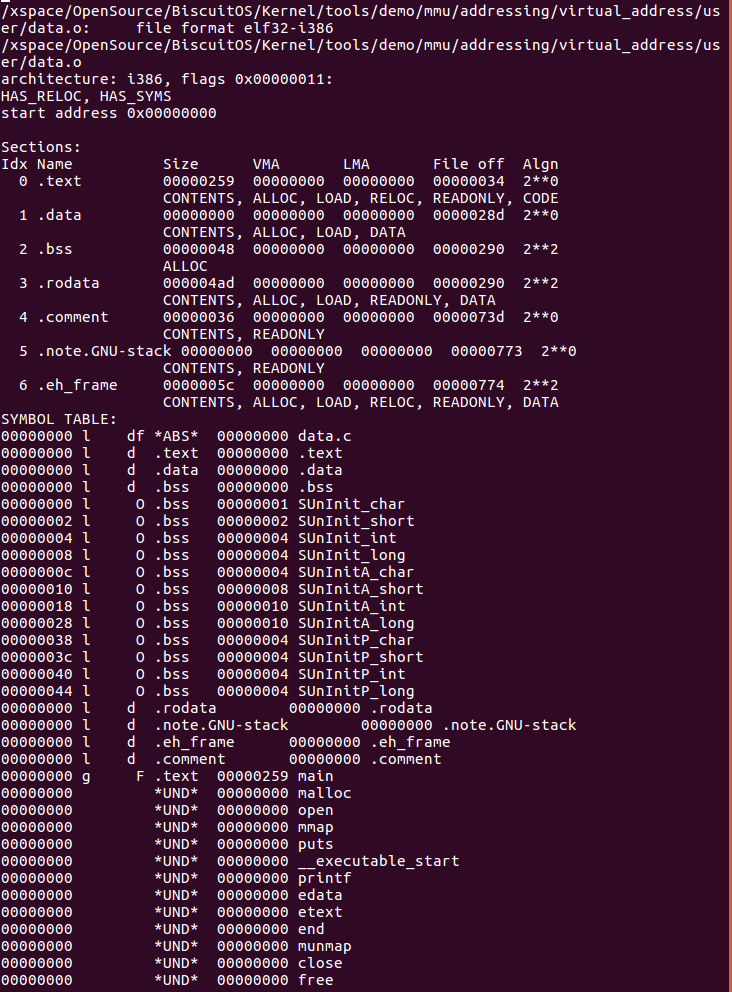 /xspace/OpenSource/BiscuitOS/Kernel/tools/demo/mmu/addressing/virtual_address/us
er/data.o:     file format elf32-i386
/xspace/OpenSource/BiscuitOS/Kernel/tools/demo/mmu/addressing/virtual_address/us
er/data.o
architecture: i386, flags 0x00000011:
HAS_RELOC, HAS_SYMS
start address 0x00000000

Sections:
Idx Name          Size      VMA       LMA       File off  Algn
  0 .text         00000259  00000000  00000000  00000034  2**0
                  CONTENTS, ALLOC, LOAD, RELOC, READONLY, CODE
  1 .data         00000000  00000000  00000000  0000028d  2**0
                  CONTENTS, ALLOC, LOAD, DATA
  2 .bss          00000048  00000000  00000000  00000290  2**2
                  ALLOC
  3 .rodata       000004ad  00000000  00000000  00000290  2**2
                  CONTENTS, ALLOC, LOAD, READONLY, DATA
  4 .comment      00000036  00000000  00000000  0000073d  2**0
                  CONTENTS, READONLY
  5 .note.GNU-stack 00000000  00000000  00000000  00000773  2**0
                  CONTENTS, READONLY
  6 .eh_frame     0000005c  00000000  00000000  00000774  2**2
                  CONTENTS, ALLOC, LOAD, RELOC, READONLY, DATA
SYMBOL TABLE:
00000000 l    df *ABS*  00000000 data.c
00000000 l    d  .text  00000000 .text
00000000 l    d  .data  00000000 .data
00000000 l    d  .bss   00000000 .bss
00000000 l     O .bss   00000001 SUnInit_char
00000002 l     O .bss   00000002 SUnInit_short
00000004 l     O .bss   00000004 SUnInit_int
00000008 l     O .bss   00000004 SUnInit_long
0000000c l     O .bss   00000004 SUnInitA_char
00000010 l     O .bss   00000008 SUnInitA_short
00000018 l     O .bss   00000010 SUnInitA_int
00000028 l     O .bss   00000010 SUnInitA_long
00000038 l     O .bss   00000004 SUnInitP_char
0000003c l     O .bss   00000004 SUnInitP_short
00000040 l     O .bss   00000004 SUnInitP_int
00000044 l     O .bss   00000004 SUnInitP_long
00000000 l    d  .rodata        00000000 .rodata
00000000 l    d  .note.GNU-stack        00000000 .note.GNU-stack
00000000 l    d  .eh_frame      00000000 .eh_frame
00000000 l    d  .comment       00000000 .comment
00000000 g     F .text  00000259 main
00000000         *UND*  00000000 malloc
00000000         *UND*  00000000 open
00000000         *UND*  00000000 mmap
00000000         *UND*  00000000 puts
00000000         *UND*  00000000 __executable_start
00000000         *UND*  00000000 printf
00000000         *UND*  00000000 edata
00000000         *UND*  00000000 etext
00000000         *UND*  00000000 end
00000000         *UND*  00000000 munmap
00000000         *UND*  00000000 close
00000000         *UND*  00000000 free